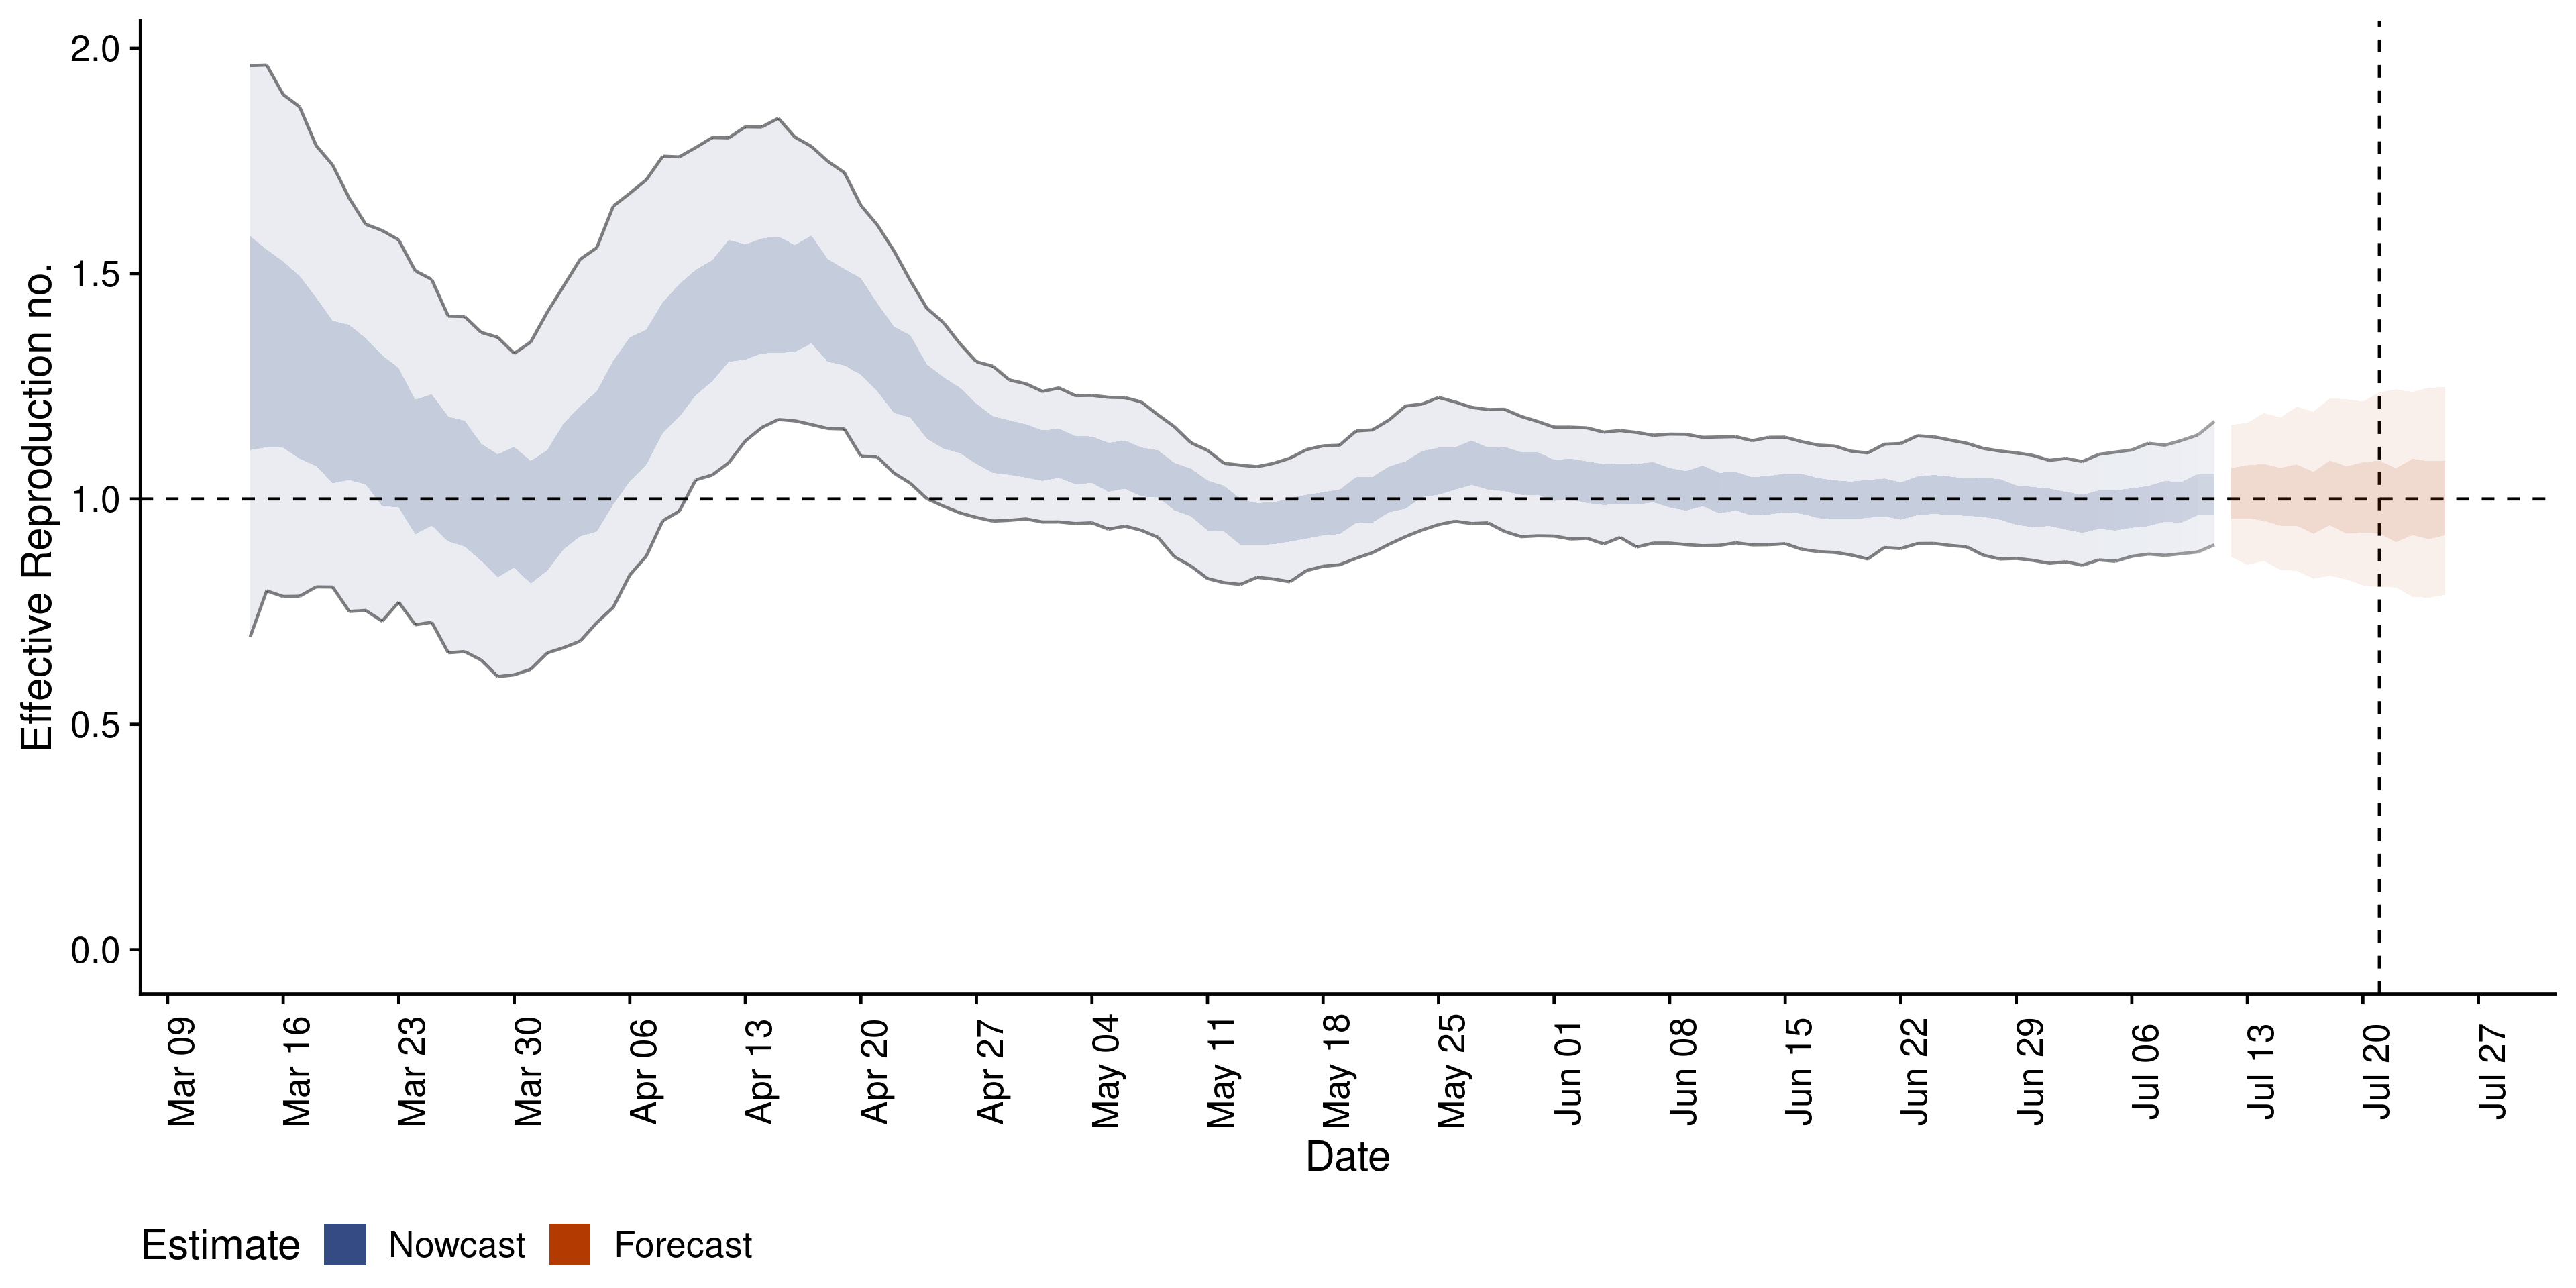 Effective Reproduction no.
2.0
1.5
1.0
0.5
0.0
Mar 09
Mar 16
Mar 23
Mar 30
Apr 06
Apr 13
Apr 20
Apr 27
May 04
May 11
May 18
May 25
Jun 01
Jun 08
Jun 15
Jun 22
Jun 29
Jul 06
Jul 13
Jul 20
Jul 27
Date
Estimate Nowcast Forecast